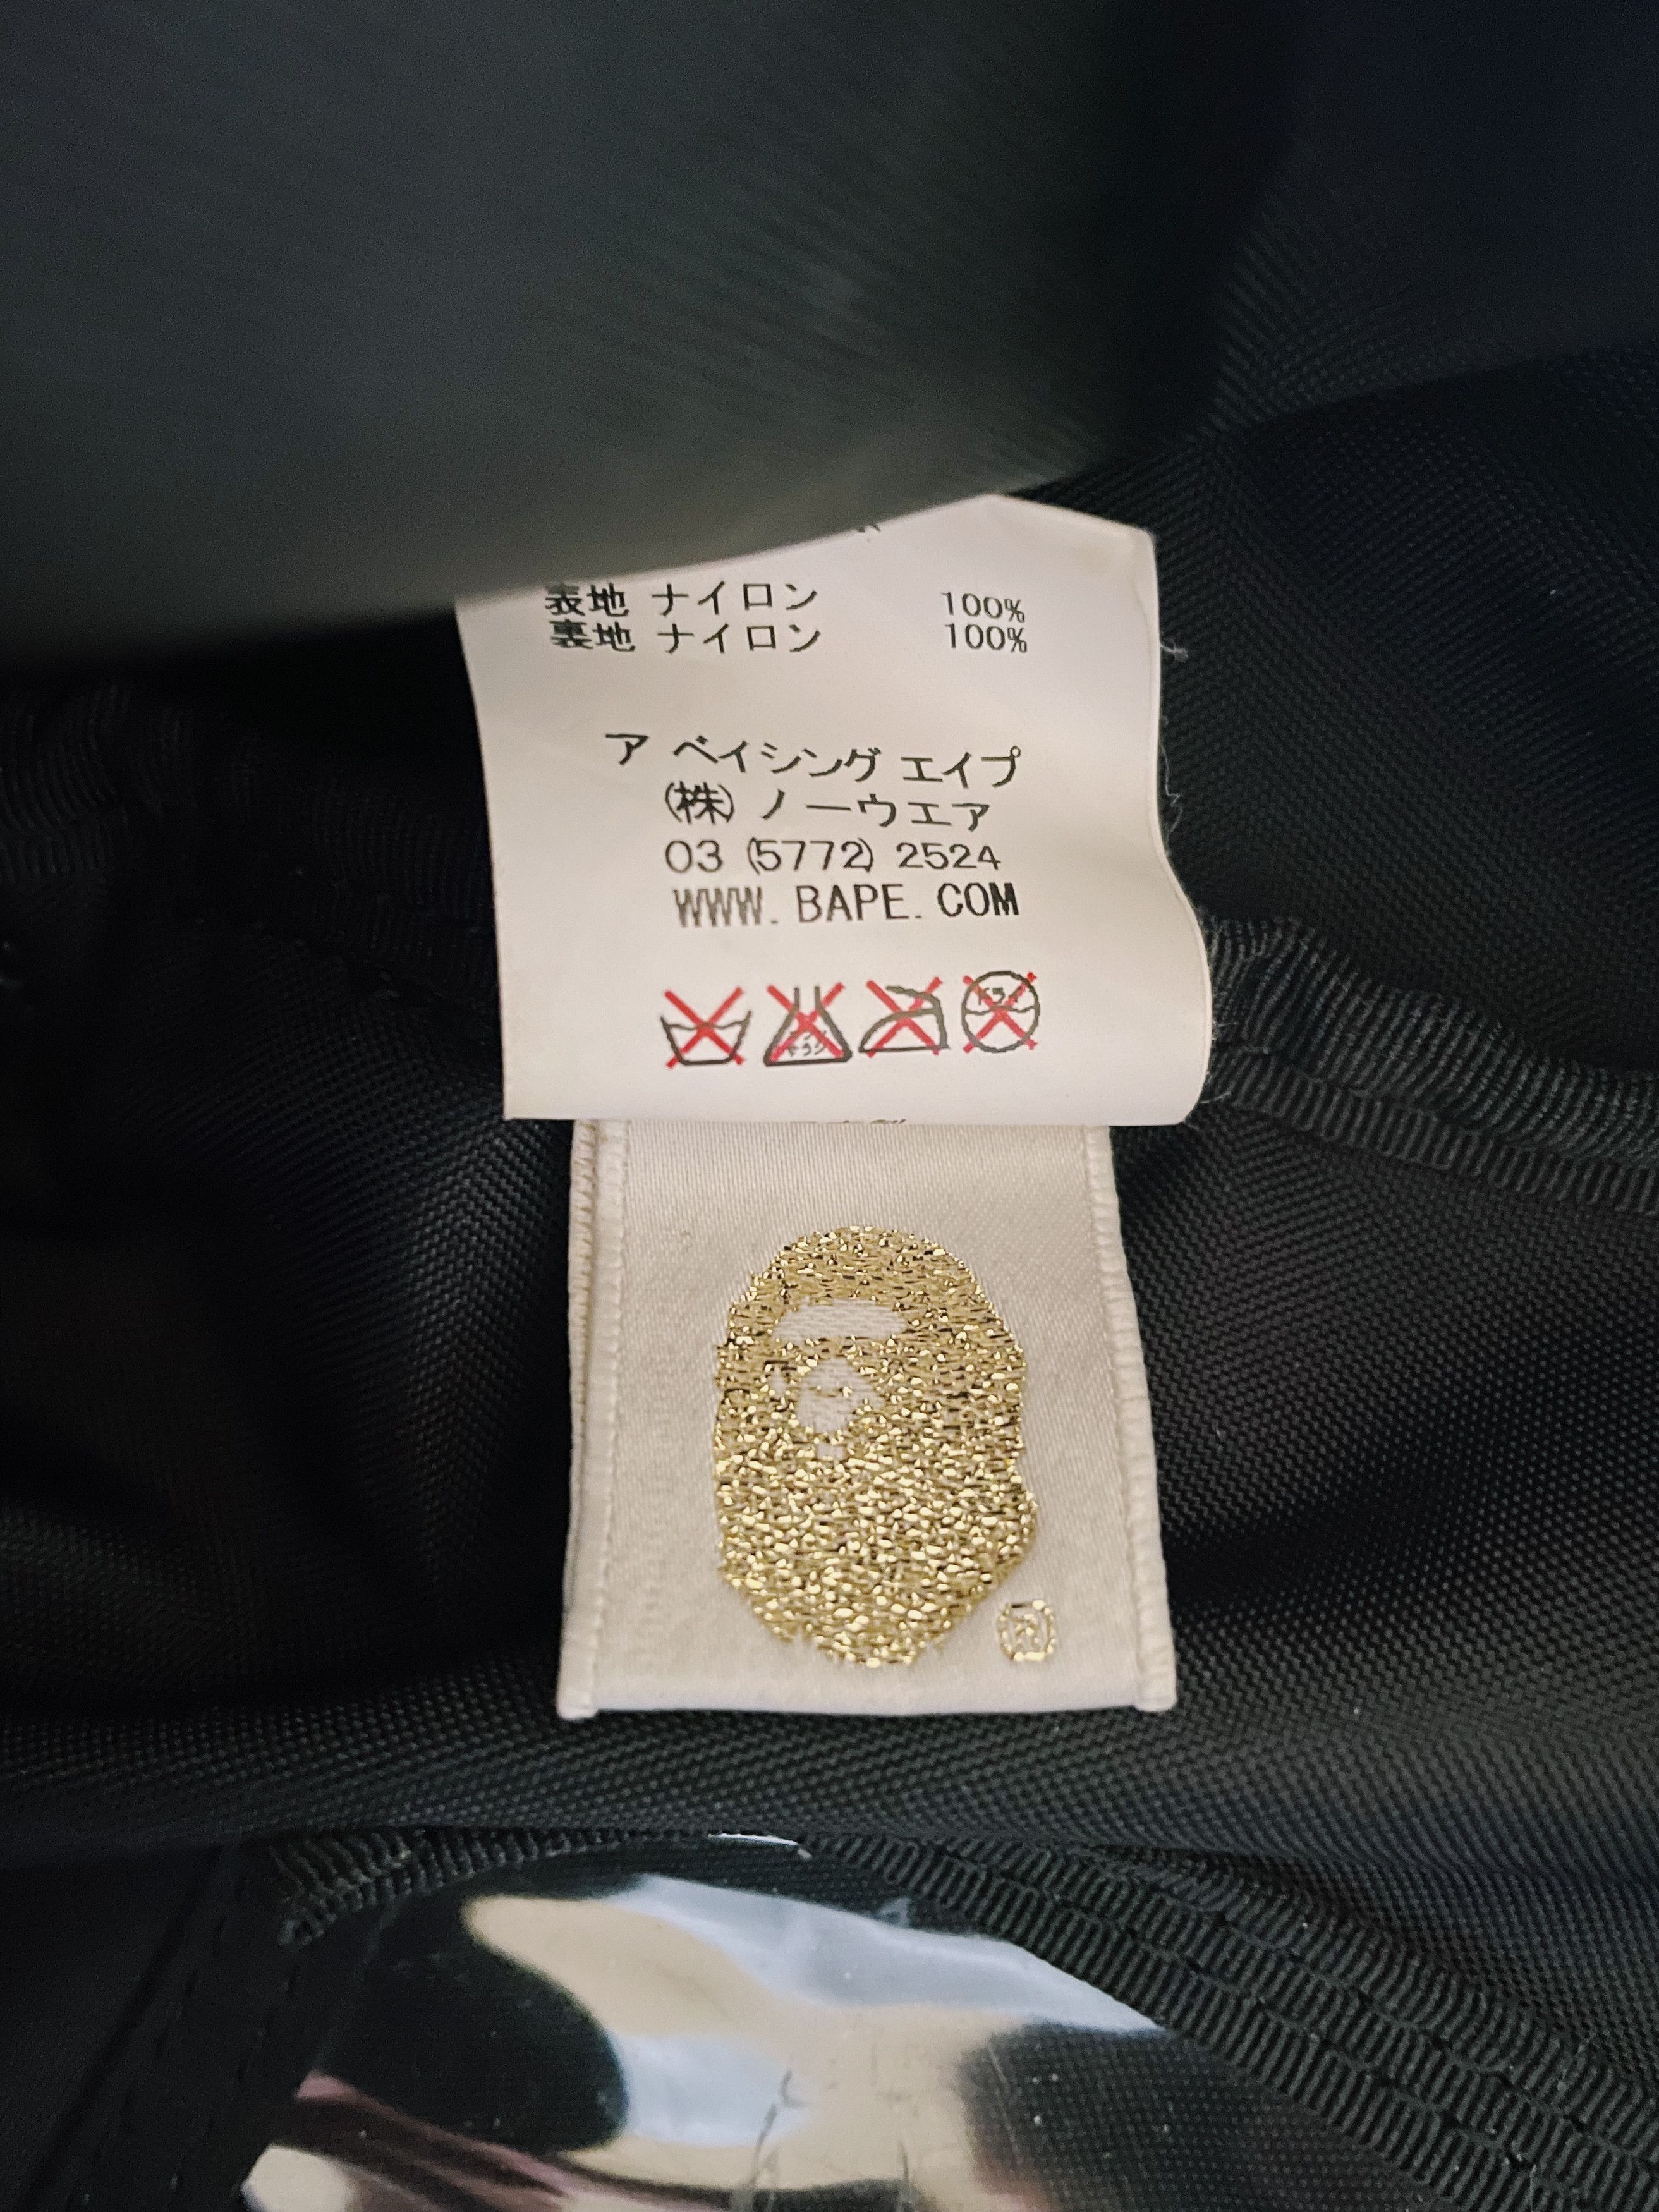 表地 ナイロン 100%
裏地 ナイロン 100%
ア ベイシング エイプ
(株) ノーウエア
03 (5772) 2524
WWW. BAPE. COM
®